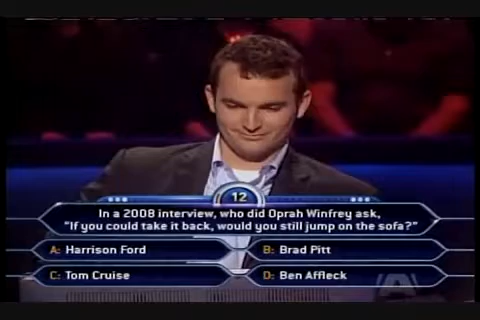 12
In a 2008 interview, who did Oprah Winfrey ask,
"If you could take it back, would you still jump on the sofa?"
A: Harrison Ford
B: Brad Pitt
C: Tom Cruise
D: Ben Affleck